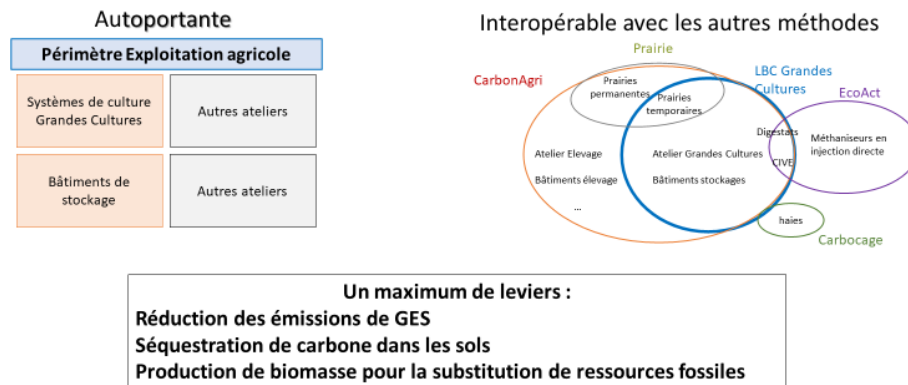 Autoportante
Périmètre Exploitation agricole
Systèmes de culture
Grandes Cultures
Autres ateliers
Bâtiments de
stockage
Autres ateliers
Interopérable avec les autres méthodes
Prairie
CarbonAgri
LBC Grandes
Cultures
EcoAct
Prairies
permanentes
Prairies
temporaires
Digestats
Méthaniseurs en
injection directe
Atelier Elevage
Atelier Grandes Cultures
CIVE
Bâtiments élevage
Bâtiments stockages
...
haies
Carbocage
Un maximum de leviers :
Réduction des émissions de GES
Séquestration de carbone dans les sols
Production de biomasse pour la substitution de ressources fossiles